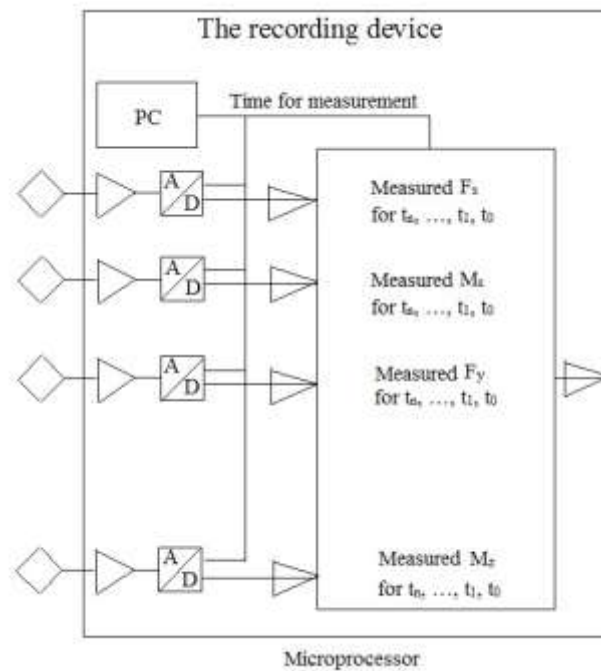 The recording device
PC
Time for measurement
A
D
Measured Fₓ
for tₙ, …, t₁, t₀
A
D
Measured Mₓ
for tₙ, …, t₁, t₀
A
D
Measured Fy
for tₙ, …, t₁, t₀
A
D
Measured M𝓏
for tₙ, …, t₁, t₀
Microprocessor